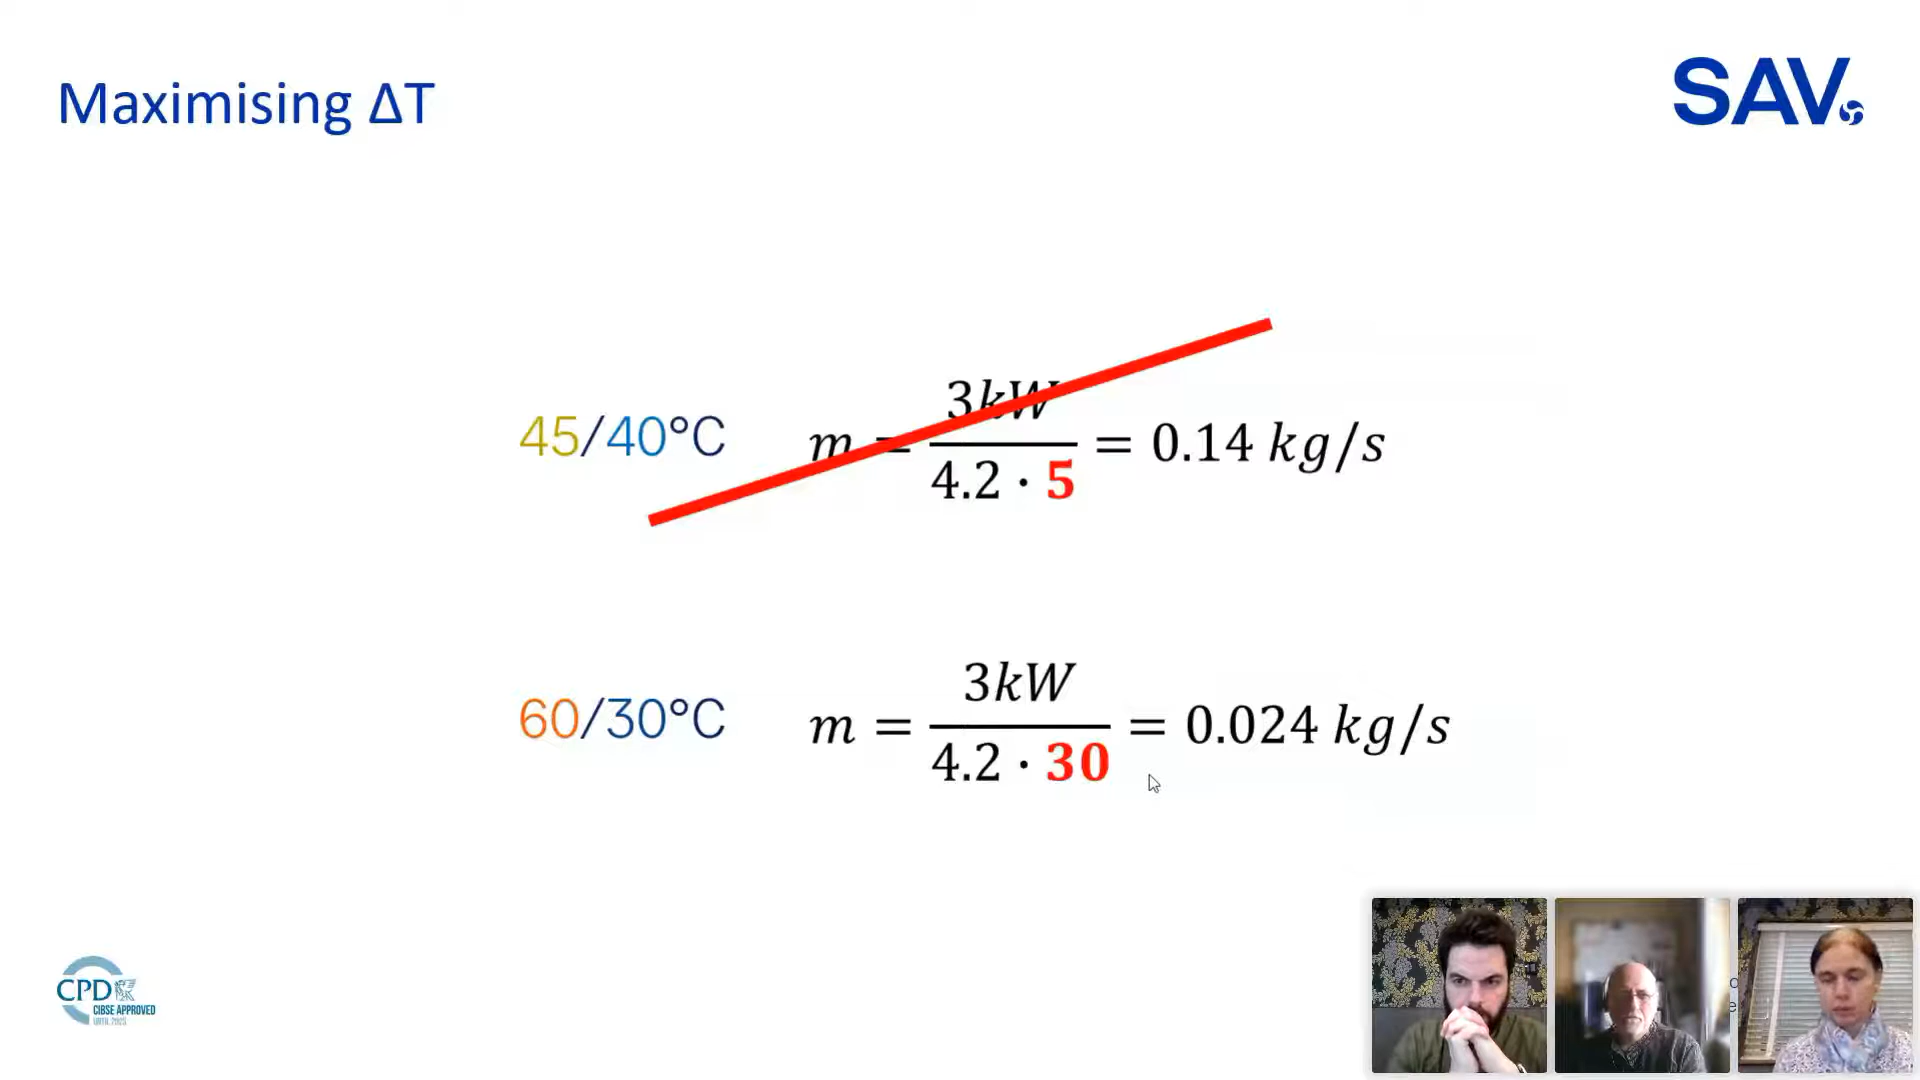 Maximising ΔT
SAV
45/40°C m = 3kW / 4.2 · 5 = 0.14 kg/s
60/30°C m = 3kW / 4.2 · 30 = 0.024 kg/s
CPD
CIBSE APPROVED